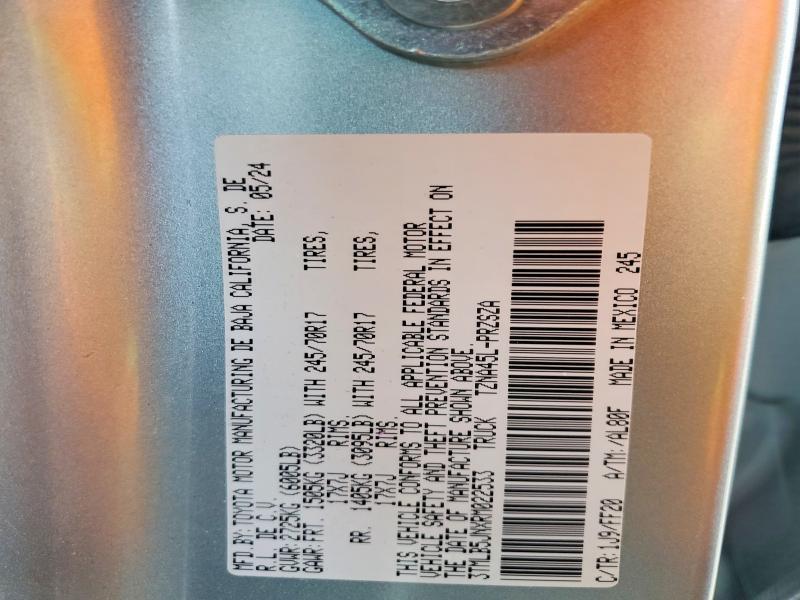 MFD BY: TOYOTA MOTOR MANUFACTURING DE BAJA CALIFORNIA, S. DE
R.L. DE C.V. DATE: 05/24
GVWR: 2725KG (6005LB)
GAWR: FRT. 1505KG (3320LB) WITH 245/70R17 TIRES,
17X7J RIMS.
RR. 1405KG (3095LB) WITH 245/70R17 TIRES,
17X7J RIMS.
THIS VEHICLE CONFORMS TO ALL APPLICABLE FEDERAL MOTOR
VEHICLE SAFETY AND THEFT PREVENTION STANDARDS IN EFFECT ON
THE DATE OF MANUFACTURE SHOWN ABOVE.
TRUCK TZNA45L-PRZSZA
C/TR: 1J9/FF20 A/TM: /AL80F MADE IN MEXICO 245